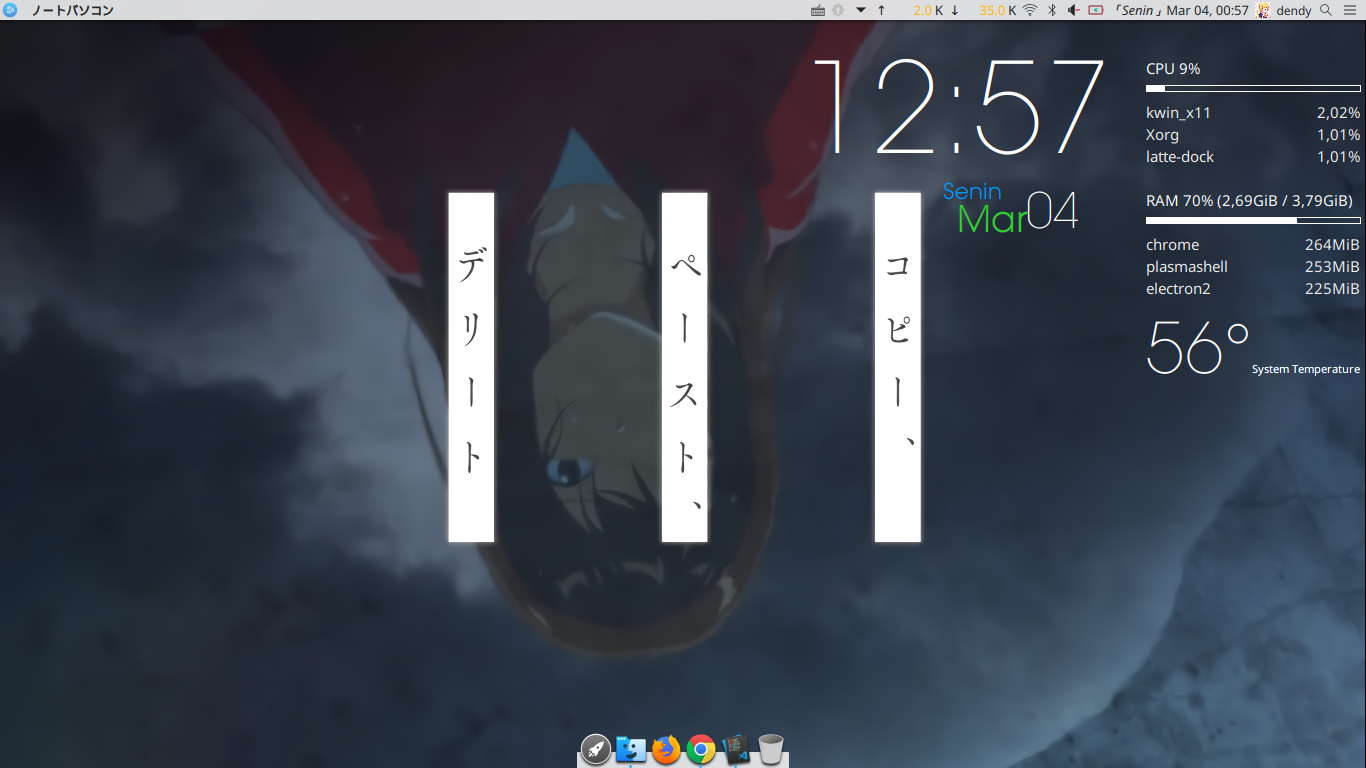 ノートパソコン
2.0 K ↓ 35.0 K 「Senin」 Mar 04, 00:57 dendy
12:57
Senin
Mar 04
CPU 9%
kwin_x11 2,02%
Xorg 1,01%
latte-dock 1,01%
RAM 70% (2,69GiB / 3,79GiB)
chrome 264MiB
plasmashell 253MiB
electron2 225MiB
56°
System Temperature
コピー、
ペースト、
デリート